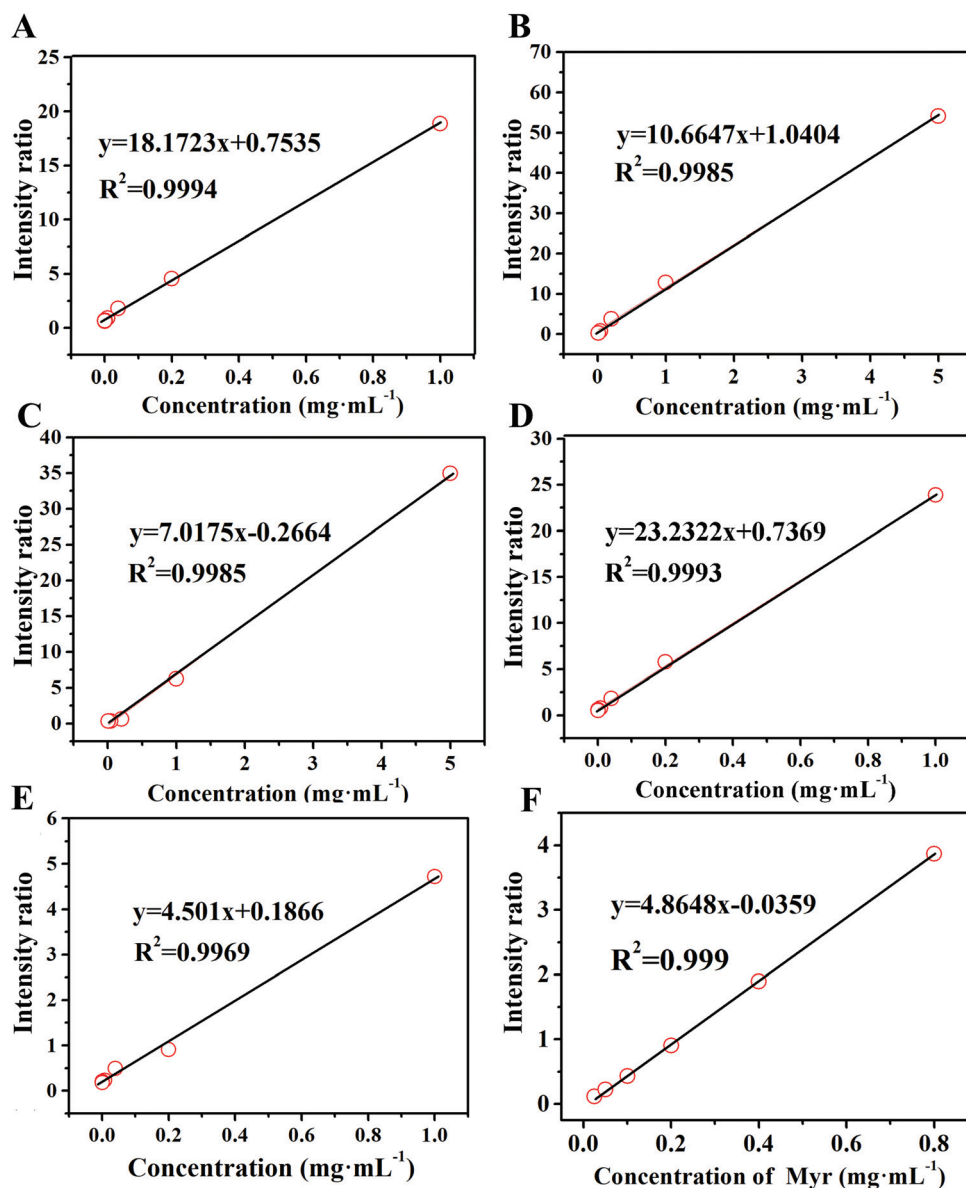 A
25
20
15
10
5
0
Intensity ratio
y=18.1723x+0.7535
R²=0.9994
0.0 0.2 0.4 0.6 0.8 1.0
Concentration (mg·mL⁻¹)
B
70
60
50
40
30
20
10
0
Intensity ratio
y=10.6647x+1.0404
R²=0.9985
0 1 2 3 4 5
Concentration (mg·mL⁻¹)
C
40
35
30
25
20
15
10
5
0
Intensity ratio
y=7.0175x-0.2664
R²=0.9985
0 1 2 3 4 5
Concentration (mg·mL⁻¹)
D
30
25
20
15
10
5
0
Intensity ratio
y=23.2322x+0.7369
R²=0.9993
0.0 0.2 0.4 0.6 0.8 1.0
Concentration (mg·mL⁻¹)
E
6
5
4
3
2
1
0
Intensity ratio
y=4.501x+0.1866
R²=0.9969
0.0 0.2 0.4 0.6 0.8 1.0
Concentration (mg·mL⁻¹)
F
4
3
2
1
0
Intensity ratio
y=4.8648x-0.0359
R²=0.999
0.0 0.2 0.4 0.6 0.8
Concentration of Myr (mg·mL⁻¹)